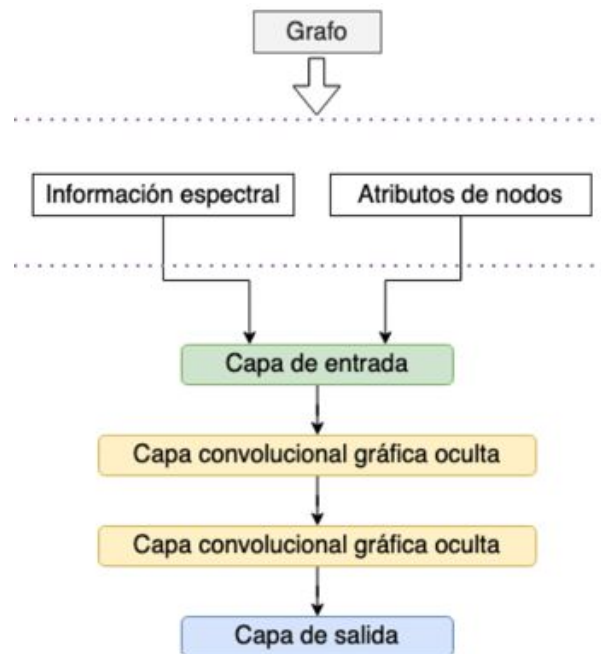 Grafo
Información espectral
Atributos de nodos
Capa de entrada
Capa convolucional gráfica oculta
Capa convolucional gráfica oculta
Capa de salida